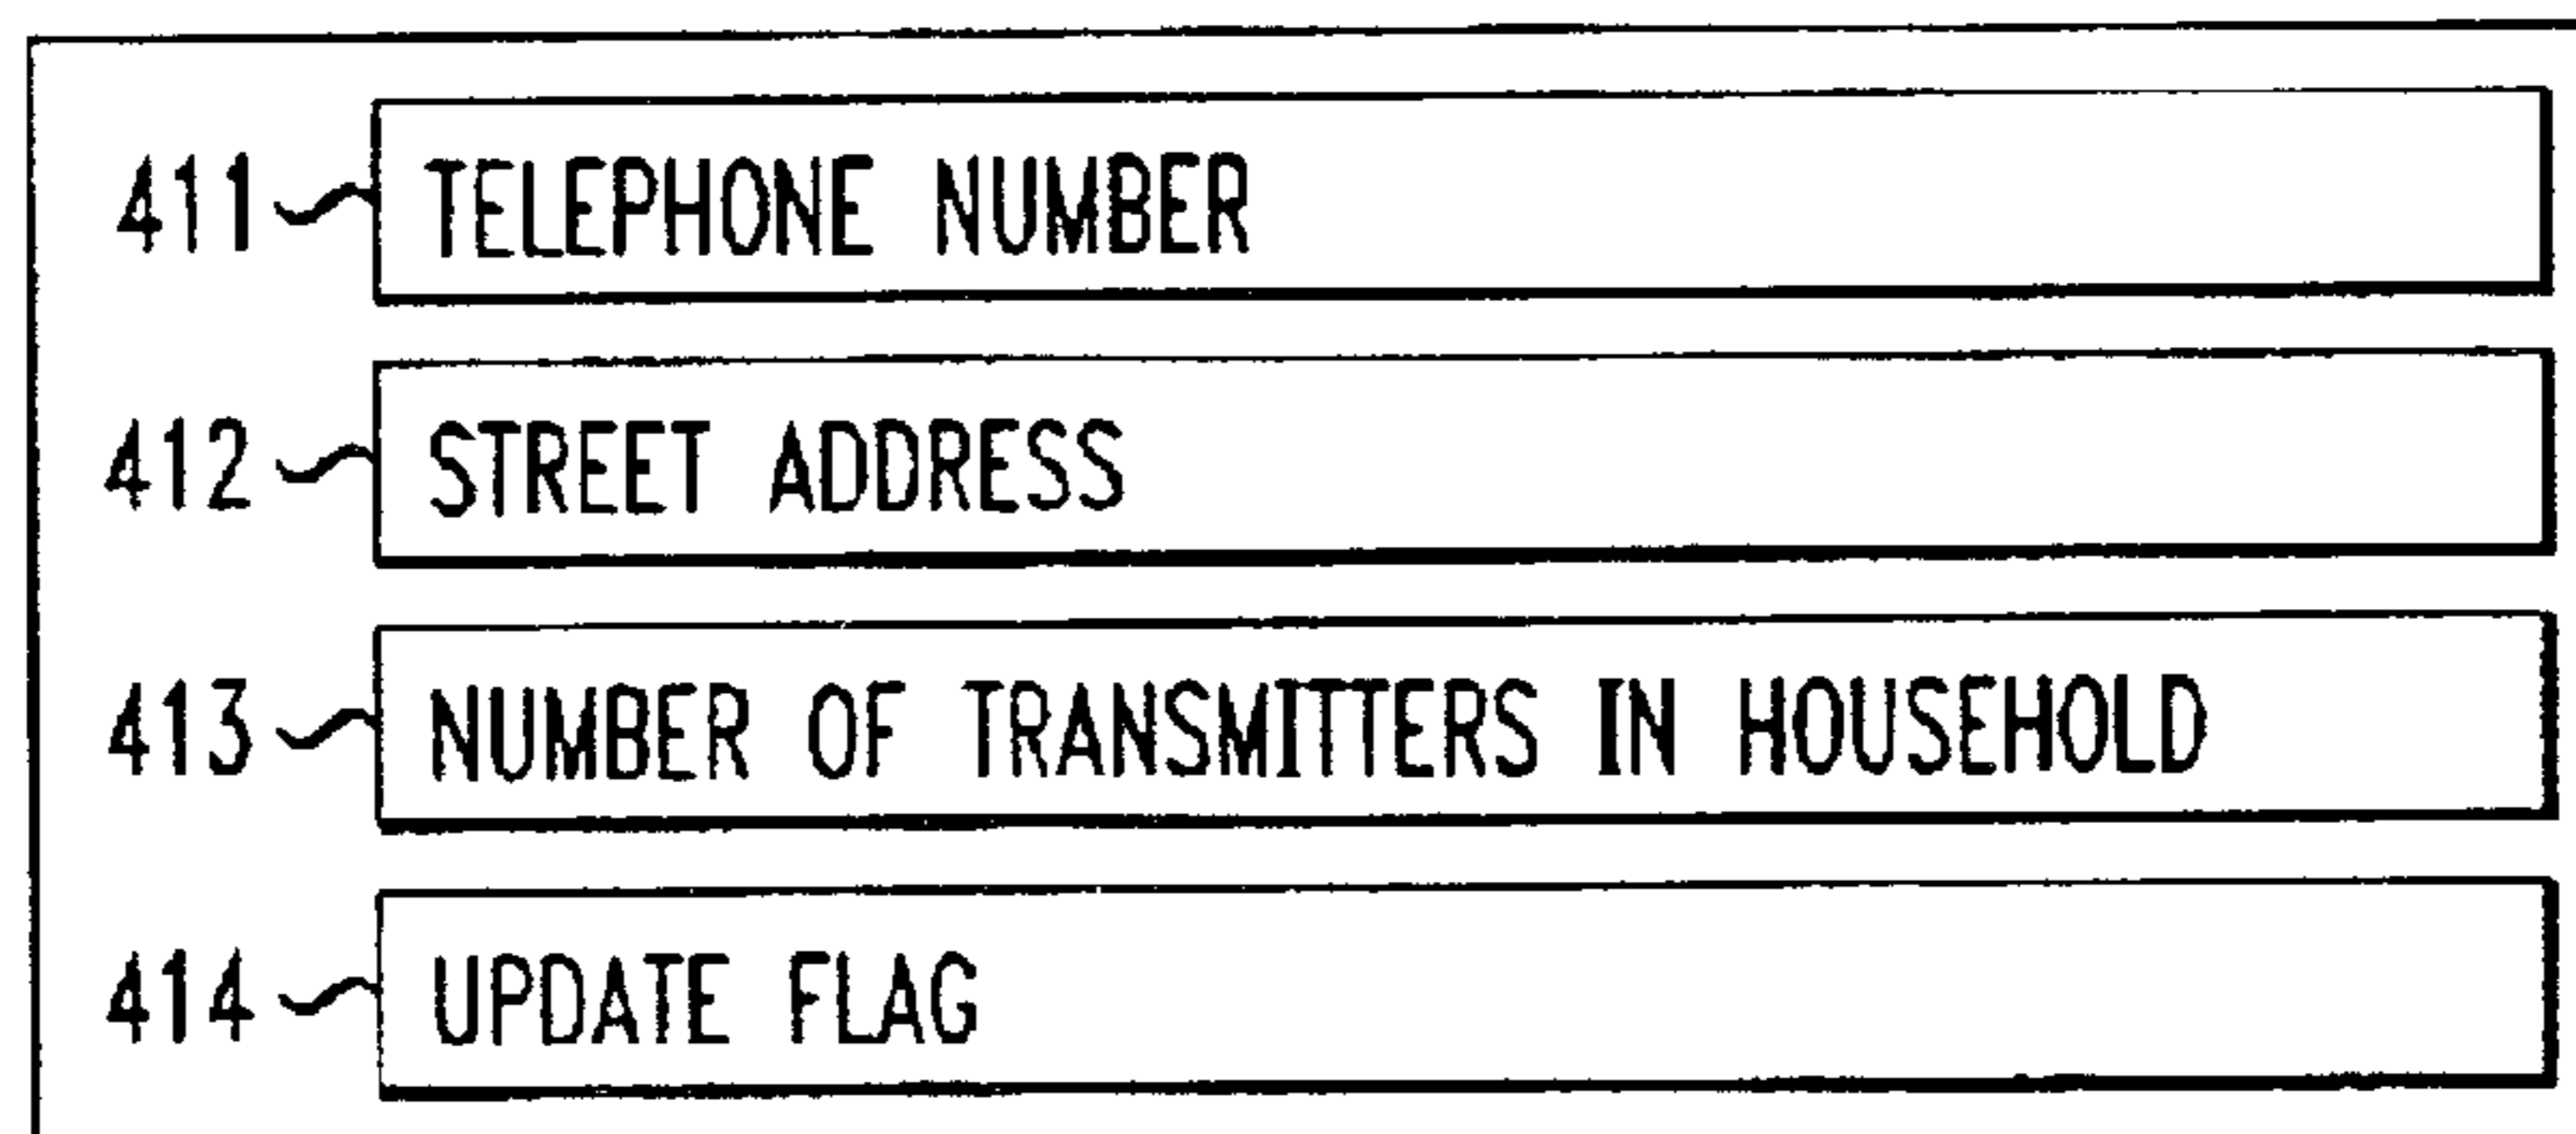 411 TELEPHONE NUMBER
412 STREET ADDRESS
413 NUMBER OF TRANSMITTERS IN HOUSEHOLD
414 UPDATE FLAG